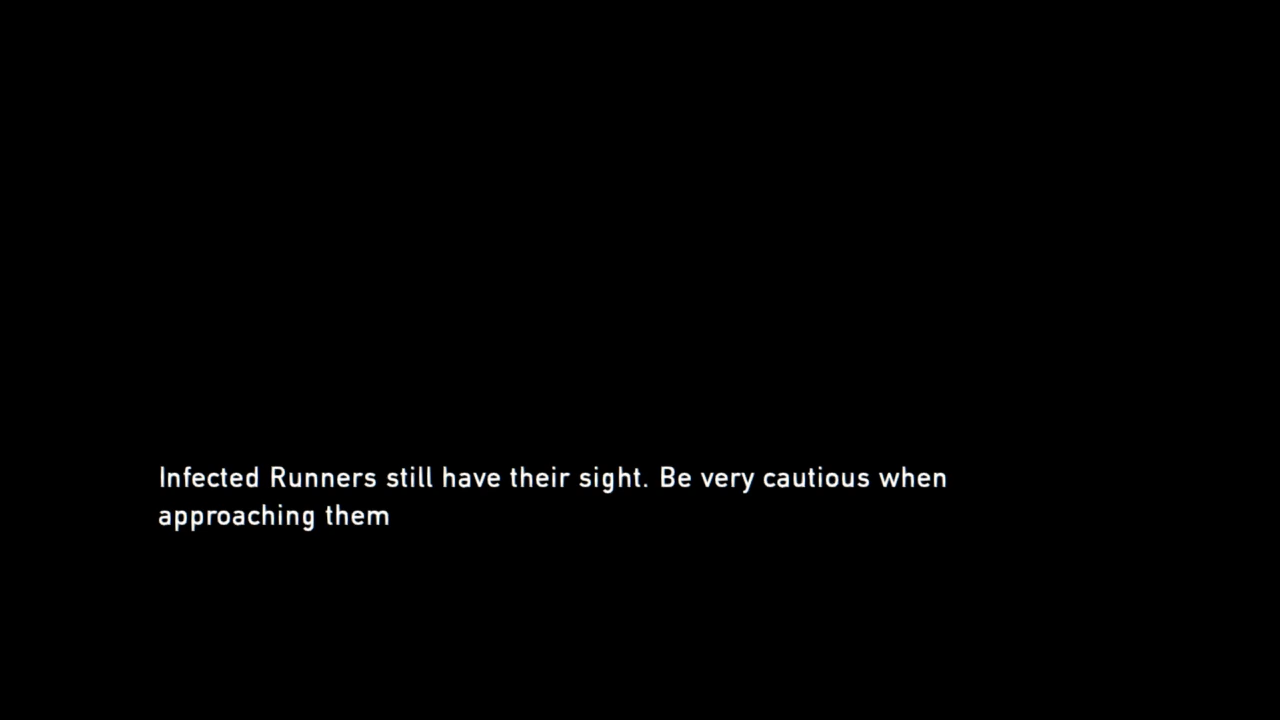 Infected Runners still have their sight. Be very cautious when
approaching them